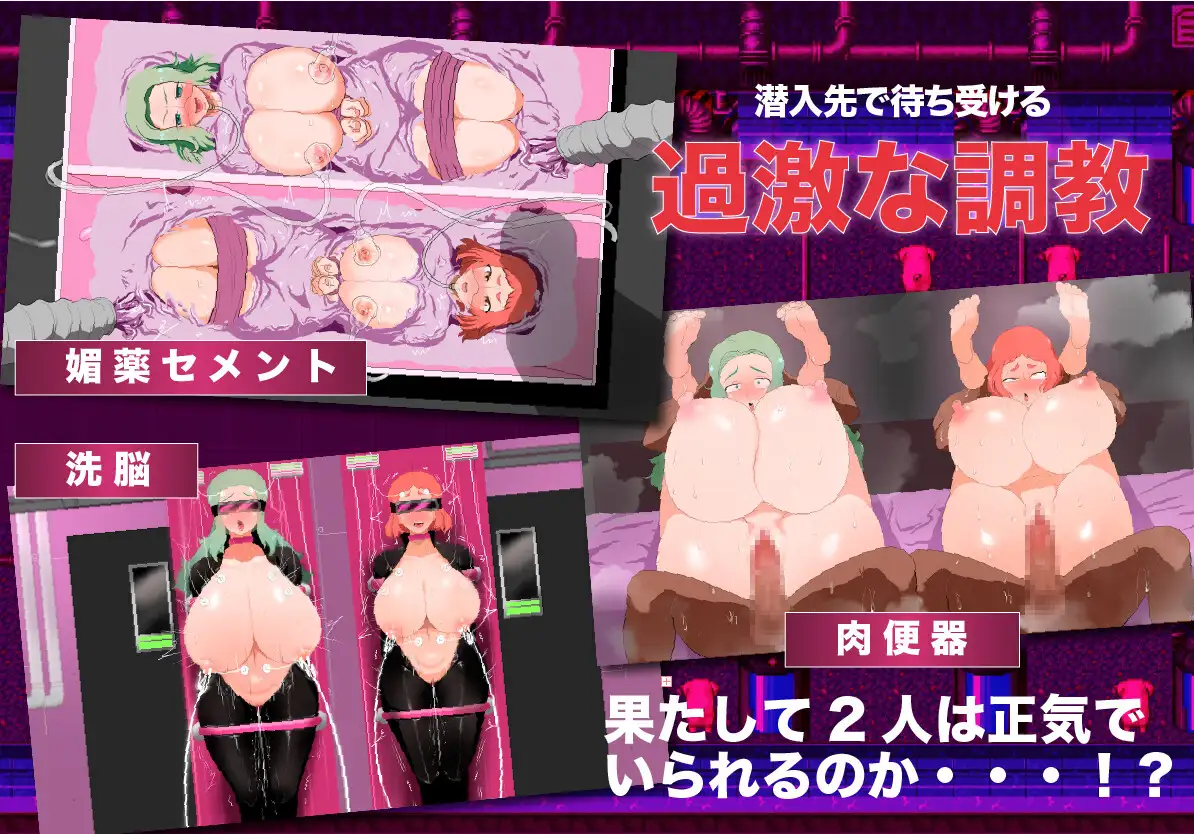 潜入先で待ち受ける
過激な調教
媚薬セメント
洗脳
肉便器
果たして2人は正気で
いられるのか・・・！？